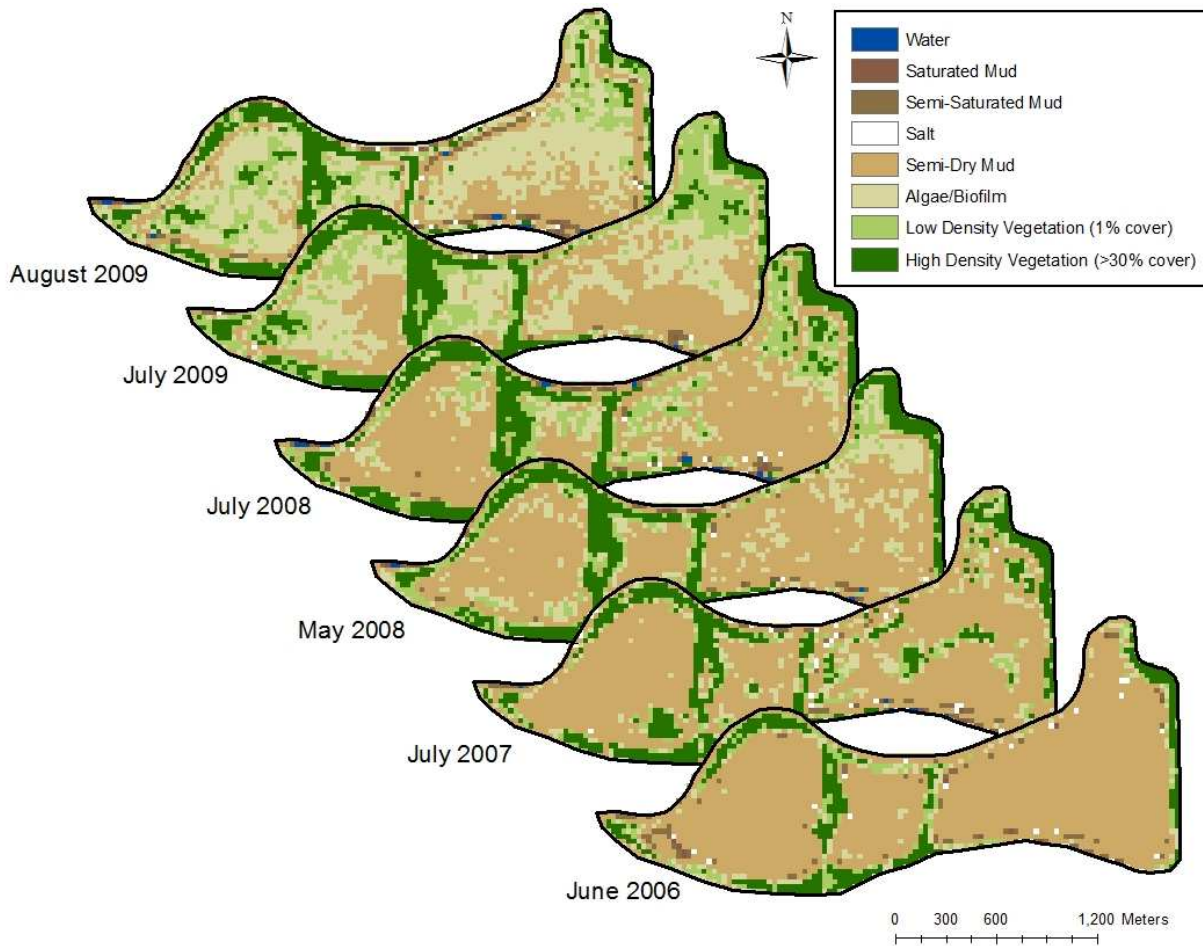 N
Water
Saturated Mud
Semi-Saturated Mud
Salt
Semi-Dry Mud
Algae/Biofilm
Low Density Vegetation (1% cover)
High Density Vegetation (>30% cover)
August 2009
July 2009
July 2008
May 2008
July 2007
June 2006
0 300 600 1,200 Meters